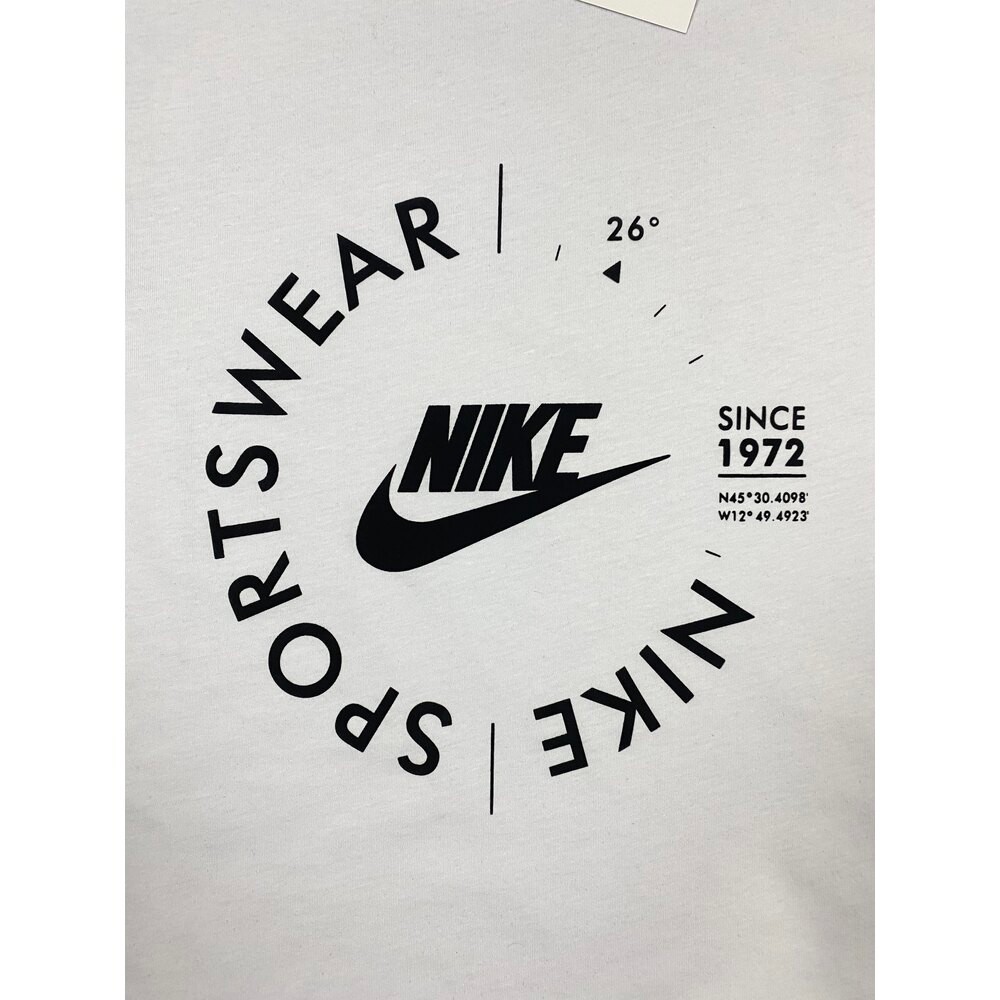 26°
NIKE
SINCE
1972
N45°30.4098'
W12°49.4923'
NIKE
SPORTSWEAR